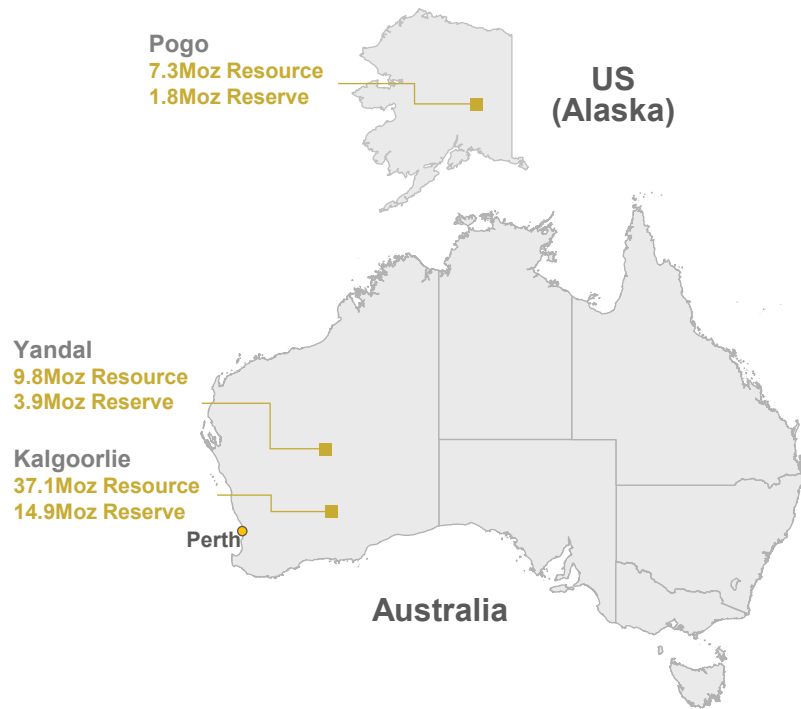 Pogo
7.3Moz Resource
1.8Moz Reserve
US
(Alaska)
Yandal
9.8Moz Resource
3.9Moz Reserve
Kalgoorlie
37.1Moz Resource
14.9Moz Reserve
Perth
Australia